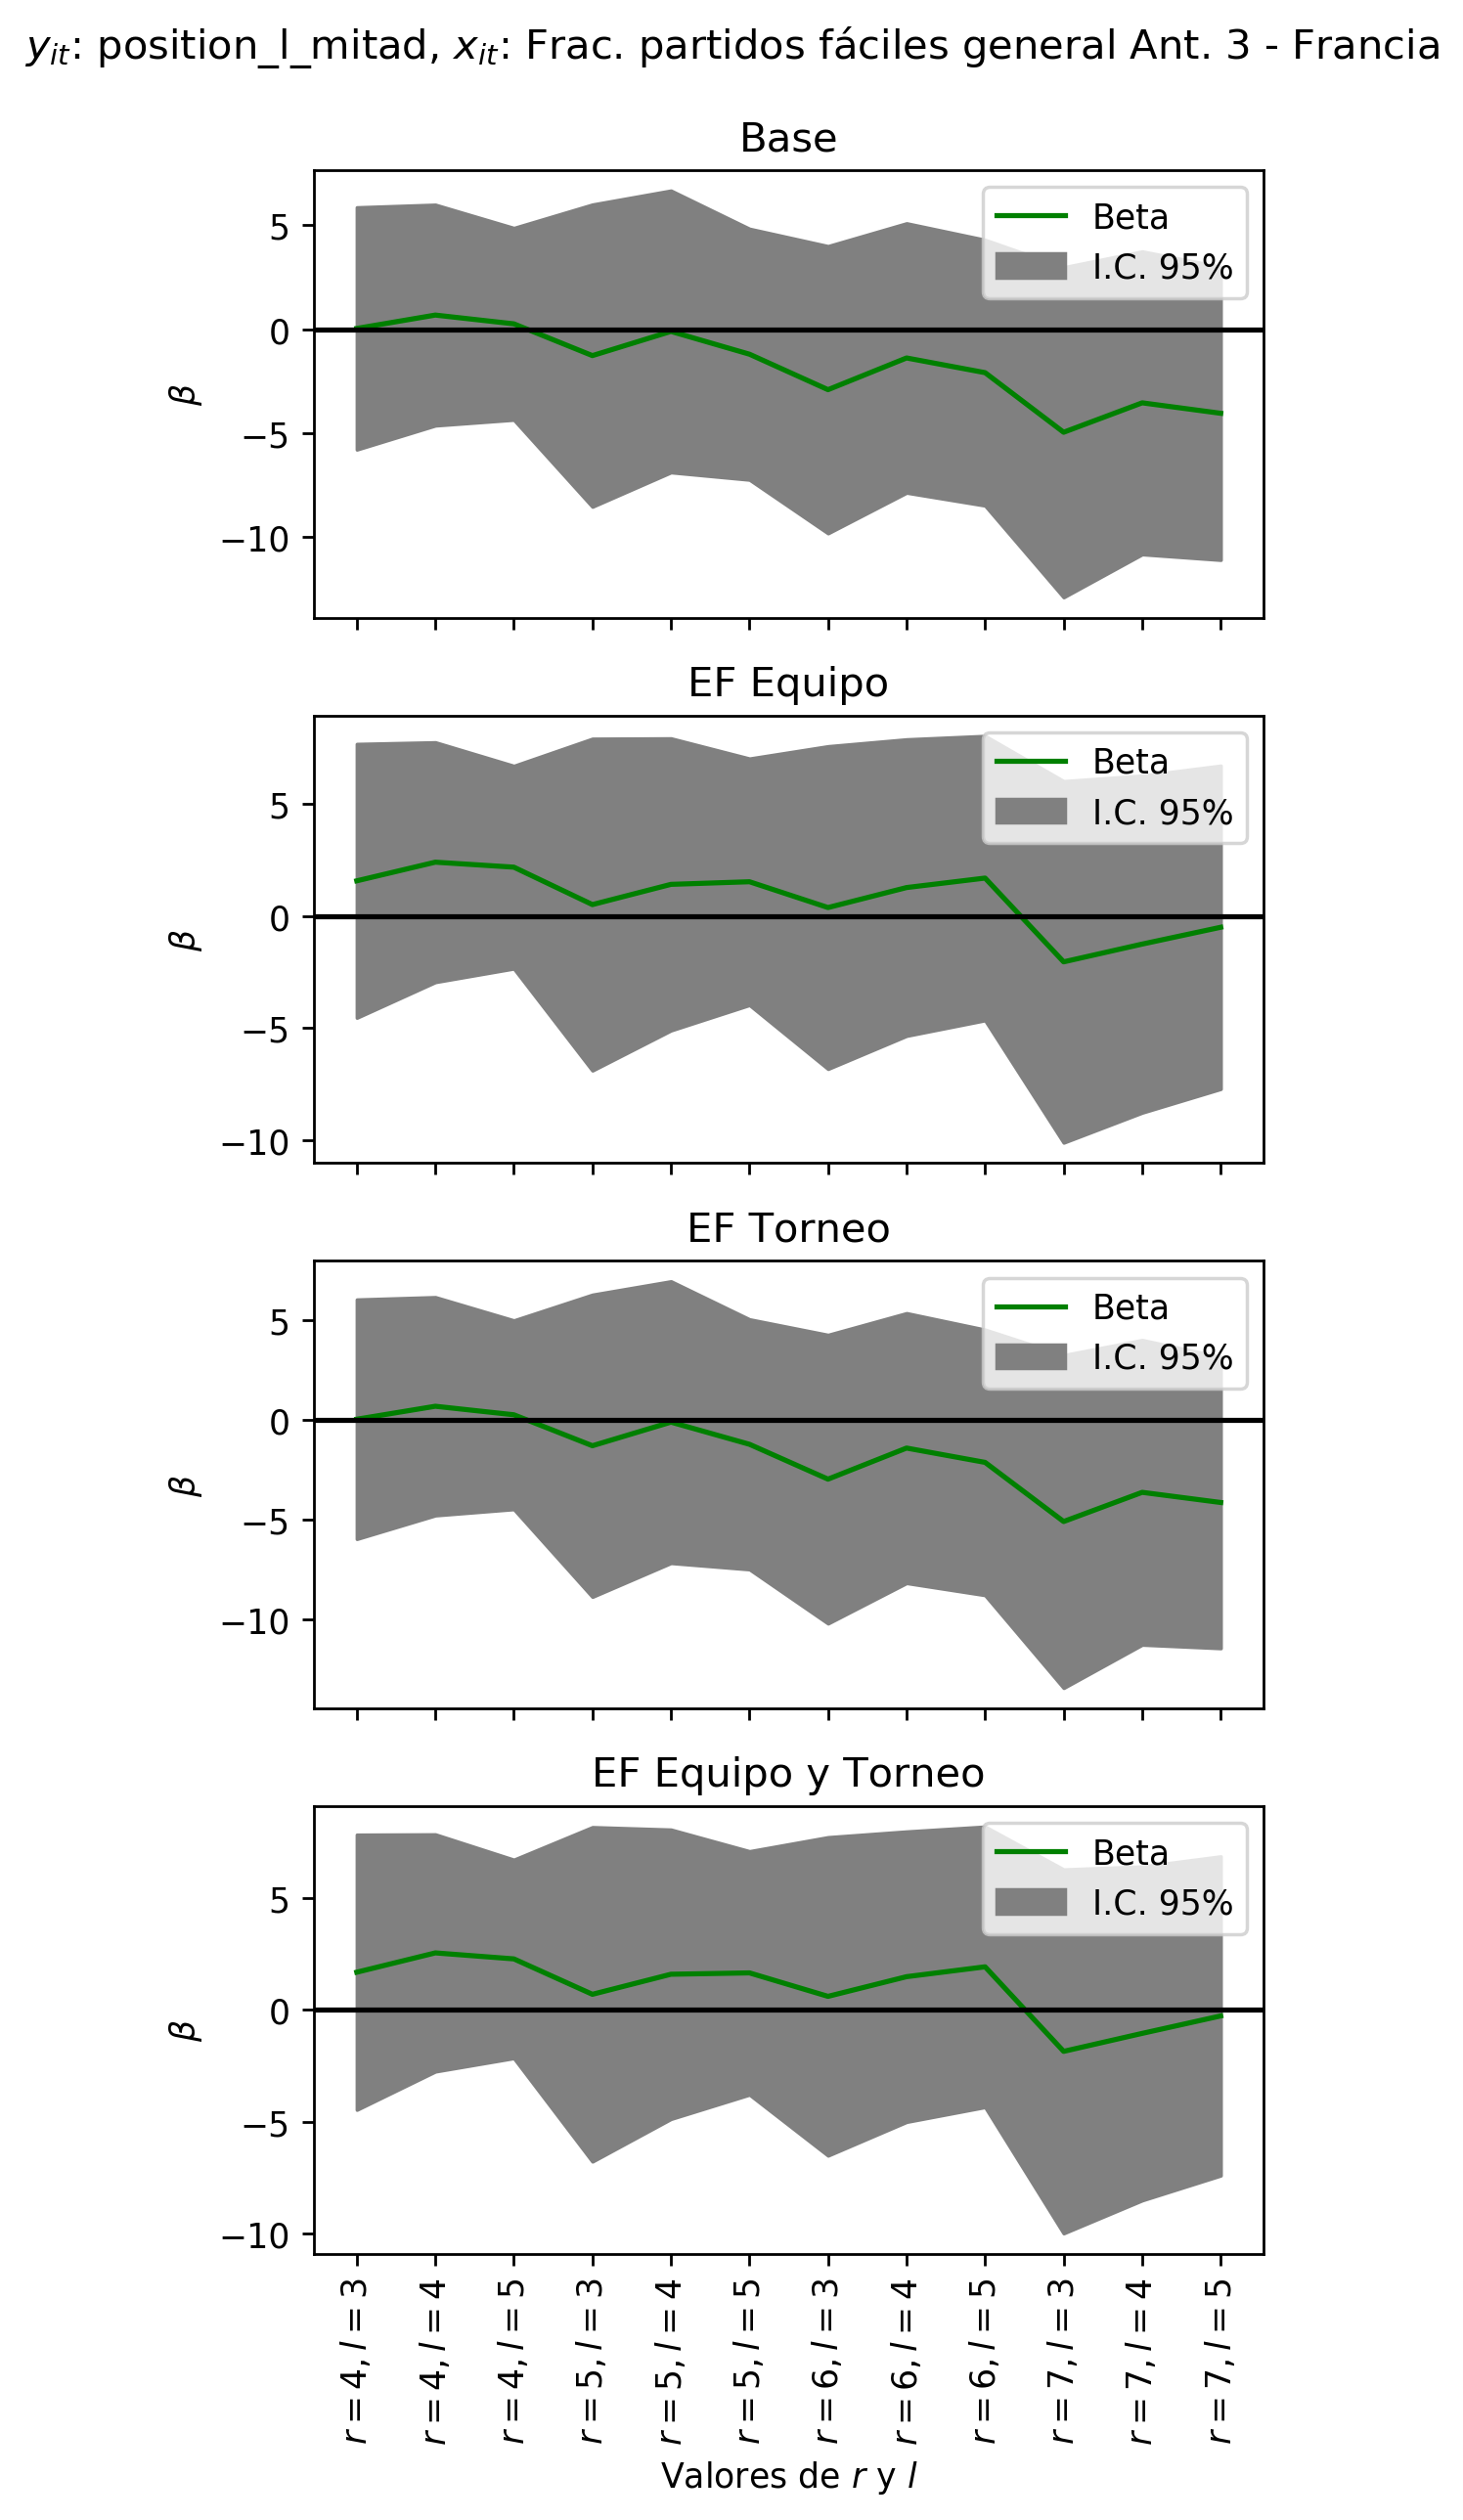 y_it: position_l_mitad, x_it: Frac. partidos fáciles general Ant. 3 - Francia
Base
5
0
−5
−10
β
Beta
I.C. 95%
EF Equipo
5
0
−5
−10
β
Beta
I.C. 95%
EF Torneo
5
0
−5
−10
β
Beta
I.C. 95%
EF Equipo y Torneo
5
0
−5
−10
β
Beta
I.C. 95%
r = 4, l = 3
r = 4, l = 4
r = 4, l = 5
r = 5, l = 3
r = 5, l = 4
r = 5, l = 5
r = 6, l = 3
r = 6, l = 4
r = 6, l = 5
r = 7, l = 3
r = 7, l = 4
r = 7, l = 5
Valores de r y l